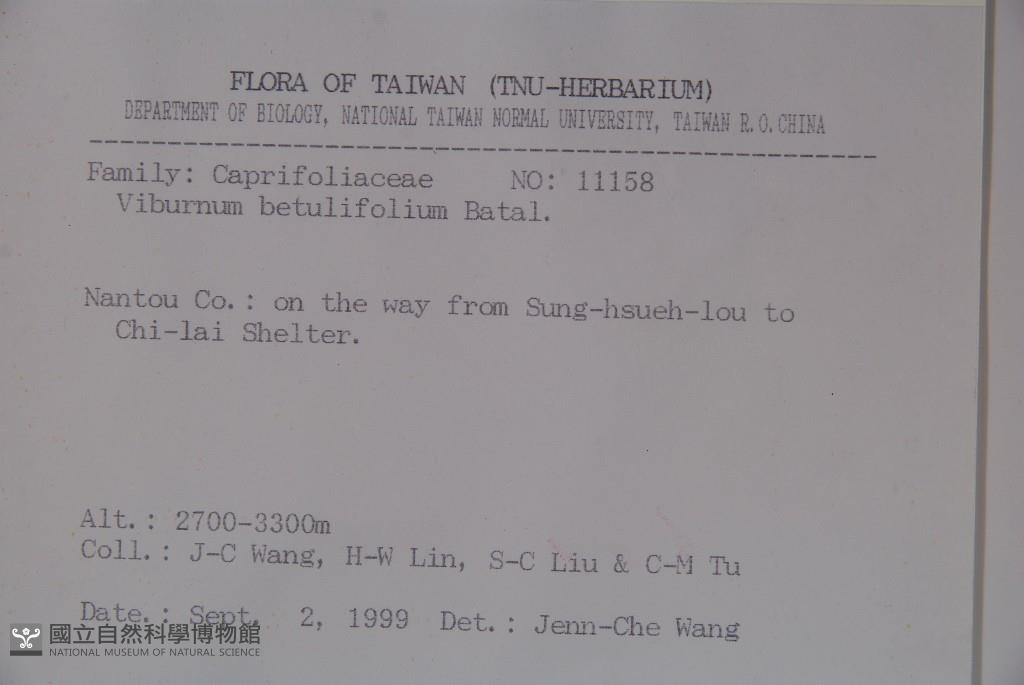 FLORA OF TAIWAN (TNU-HERBARIUM)
DEPARTMENT OF BIOLOGY, NATIONAL TAIWAN NORMAL UNIVERSITY, TAIWAN R.O.CHINA
--------------------------------------------------
Family: Caprifoliaceae NO: 11158
Viburnum betulifolium Batal.
Nantou Co.: on the way from Sung-hsueh-lou to
Chi-lai Shelter.
Alt.: 2700-3300m
Coll.: J-C Wang, H-W Lin, S-C Liu & C-M Tu
Date.: Sept. 2, 1999 Det.: Jenn-Che Wang
國立自然科學博物館
NATIONAL MUSEUM OF NATURAL SCIENCE